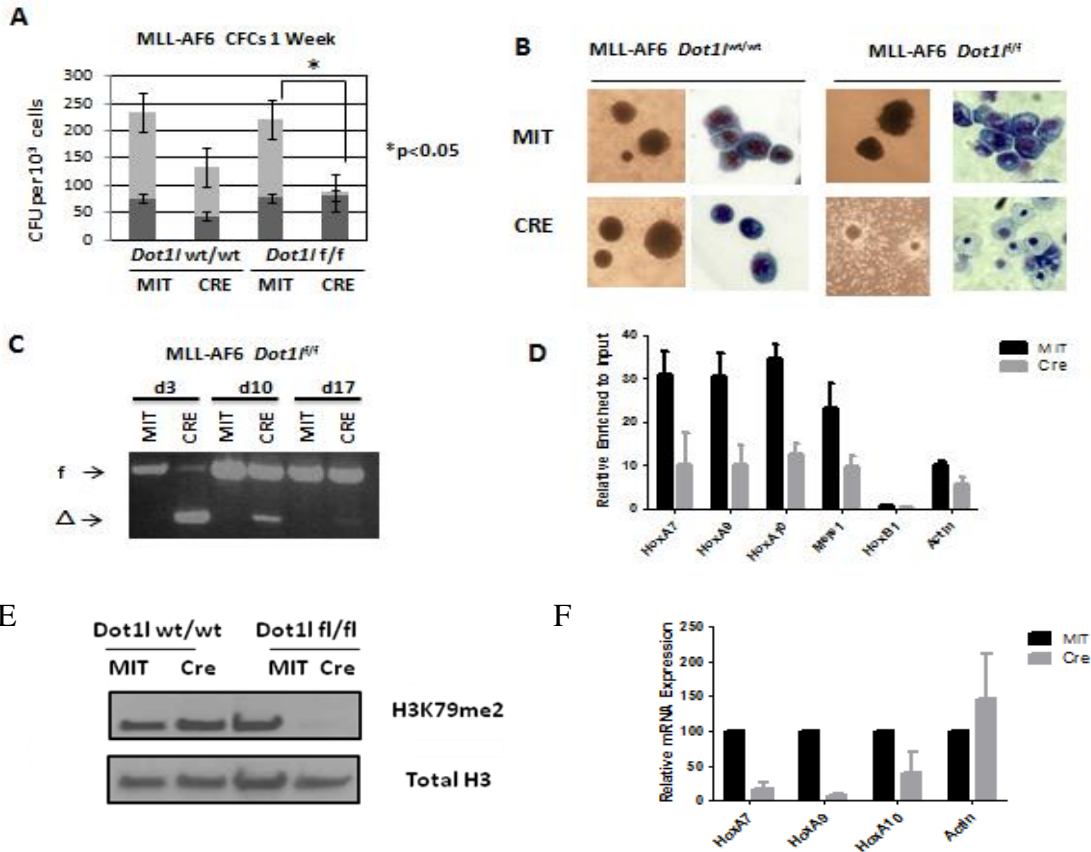 A
MLL-AF6 CFCs 1 Week
*
300
250
200
150
100
50
0
CFU per 10³ cells
*p<0.05
Dot1l wt/wt
Dot1l f/f
MIT
CRE
MIT
CRE
B
MLL-AF6 Dot1l^wt/wt
MLL-AF6 Dot1l^f/f
MIT
CRE
C
MLL-AF6 Dot1l^f/f
d3
d10
d17
MIT
CRE
MIT
CRE
MIT
CRE
f →
Δ →
D
Relative Enriched to Input
40
30
20
10
0
HoxA7
HoxA9
HoxA10
Meis1
HoxB1
Actin
MIT
Cre
E
Dot1l wt/wt
Dot1l fl/fl
MIT
Cre
MIT
Cre
H3K79me2
Total H3
F
Relative mRNA Expression
250
200
150
100
50
0
HoxA7
HoxA9
HoxA10
Actin
MIT
Cre